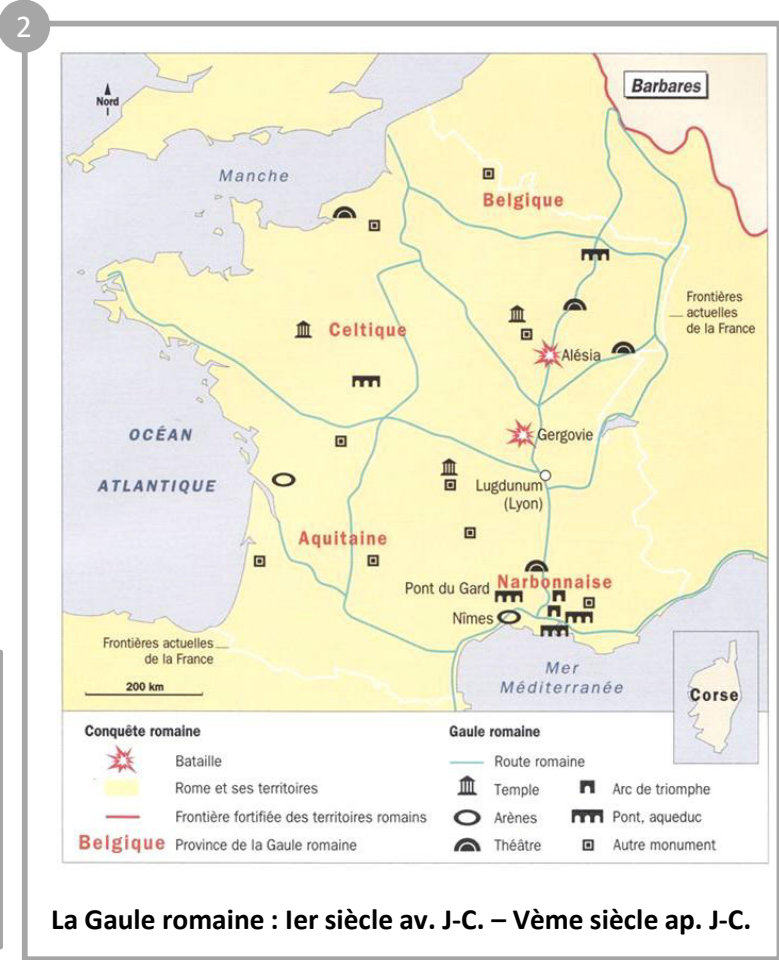 2
Barbares
Nord
Manche
Belgique
Frontières
actuelles
de la France
Celtique
Alésia
OCÉAN
ATLANTIQUE
Gergovie
Lugdunum
(Lyon)
Aquitaine
Pont du Gard
Narbonnaise
Nîmes
Frontières actuelles
de la France
200 km
Mer
Méditerranée
Corse
Conquête romaine
Bataille
Rome et ses territoires
Frontière fortifiée des territoires romains
Belgique Province de la Gaule romaine
Gaule romaine
Route romaine
Temple
Arc de triomphe
Arènes
Pont, aqueduc
Théâtre
Autre monument
La Gaule romaine : Ier siècle av. J-C. – Vème siècle ap. J-C.